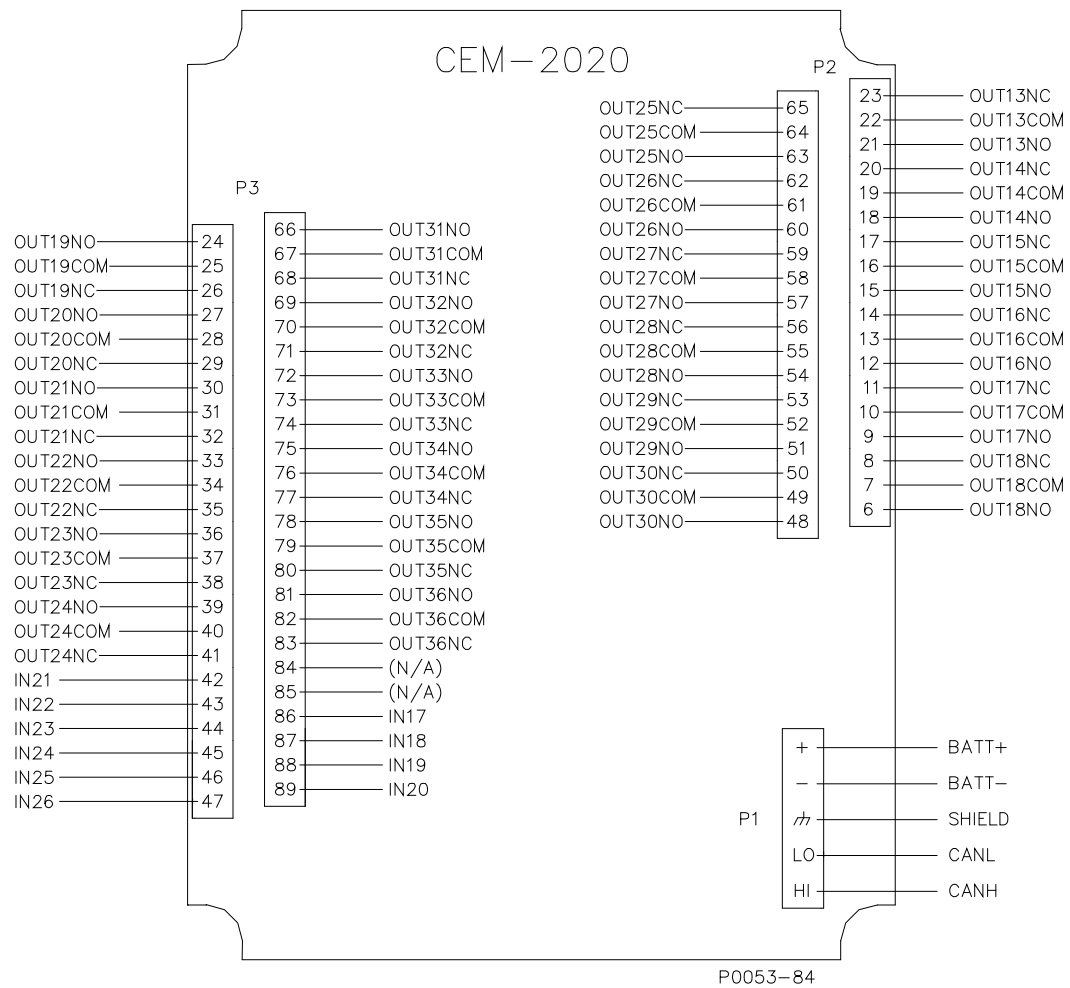 CEM-2020
P2
65 OUT25NC
64 OUT25COM
63 OUT25NO
62 OUT26NC
61 OUT26COM
60 OUT26NO
59 OUT27NC
58 OUT27COM
57 OUT27NO
56 OUT28NC
55 OUT28COM
54 OUT28NO
53 OUT29NC
52 OUT29COM
51 OUT29NO
50 OUT30NC
49 OUT30COM
48 OUT30NO
23 OUT13NC
22 OUT13COM
21 OUT13NO
20 OUT14NC
19 OUT14COM
18 OUT14NO
17 OUT15NC
16 OUT15COM
15 OUT15NO
14 OUT16NC
13 OUT16COM
12 OUT16NO
11 OUT17NC
10 OUT17COM
9 OUT17NO
8 OUT18NC
7 OUT18COM
6 OUT18NO
P3
OUT19NO 24
OUT19COM 25
OUT19NC 26
OUT20NO 27
OUT20COM 28
OUT20NC 29
OUT21NO 30
OUT21COM 31
OUT21NC 32
OUT22NO 33
OUT22COM 34
OUT22NC 35
OUT23NO 36
OUT23COM 37
OUT23NC 38
OUT24NO 39
OUT24COM 40
OUT24NC 41
IN21 42
IN22 43
IN23 44
IN24 45
IN25 46
IN26 47
66 OUT31NO
67 OUT31COM
68 OUT31NC
69 OUT32NO
70 OUT32COM
71 OUT32NC
72 OUT33NO
73 OUT33COM
74 OUT33NC
75 OUT34NO
76 OUT34COM
77 OUT34NC
78 OUT35NO
79 OUT35COM
80 OUT35NC
81 OUT36NO
82 OUT36COM
83 OUT36NC
84 (N/A)
85 (N/A)
86 IN17
87 IN18
88 IN19
89 IN20
P1
+ BATT+
− BATT−
SHIELD
LO CANL
HI CANH
P0053-84